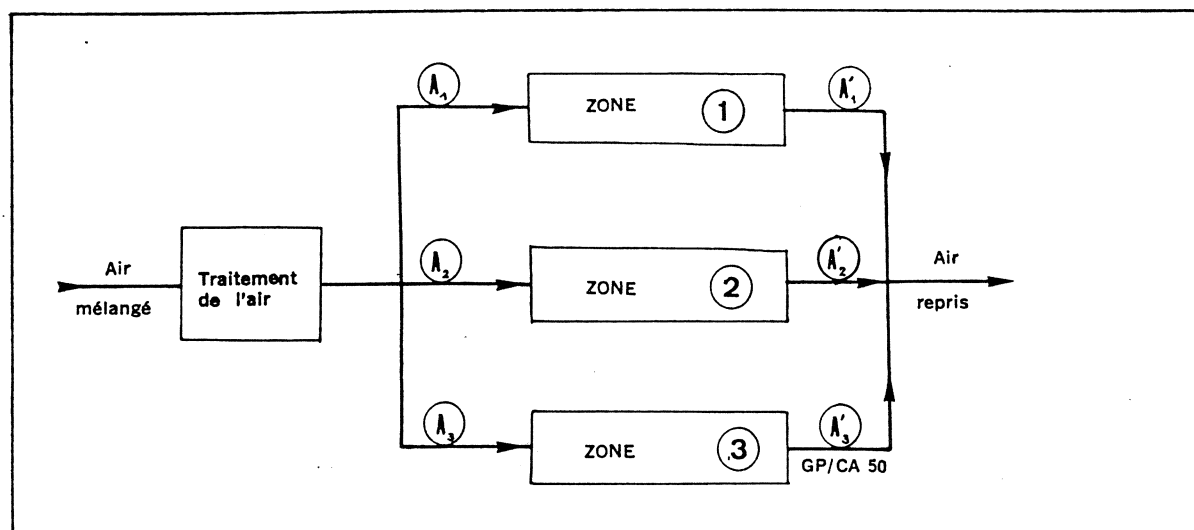 A₁
ZONE 1
A'₁
Air
mélangé
Traitement
de l'air
A₂
ZONE 2
A'₂
Air
repris
A₃
ZONE 3
A'₃
GP/CA 50